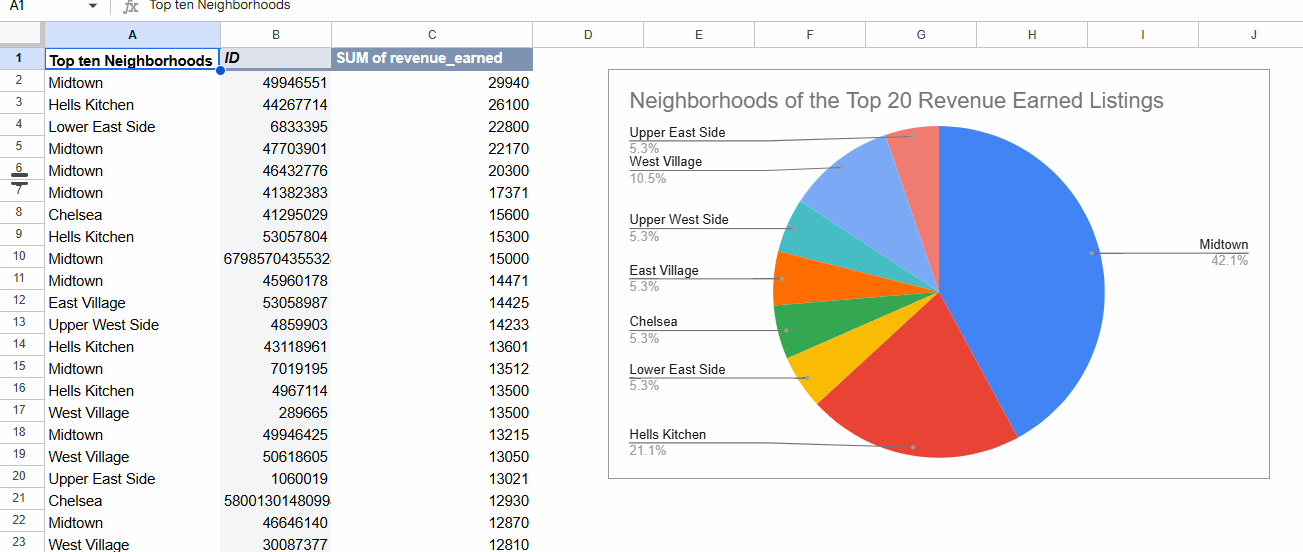 A1 fx Top ten Neighborhoods
A B C D E F G H I J
1 Top ten Neighborhoods ID SUM of revenue_earned
2 Midtown 49946551 29940
3 Hells Kitchen 44267714 26100
4 Lower East Side 6833395 22800
5 Midtown 47703901 22170
6 Midtown 46432776 20300
7 Midtown 41382383 17371
8 Chelsea 41295029 15600
9 Hells Kitchen 53057804 15300
10 Midtown 6798570435532 15000
11 Midtown 45960178 14471
12 East Village 53058987 14425
13 Upper West Side 4859903 14233
14 Hells Kitchen 43118961 13601
15 Midtown 7019195 13512
16 Hells Kitchen 4967114 13500
17 West Village 289665 13500
18 Midtown 49946425 13215
19 West Village 50618605 13050
20 Upper East Side 1060019 13021
21 Chelsea 5800130148099 12930
22 Midtown 46646140 12870
23 West Village 30087377 12810
Neighborhoods of the Top 20 Revenue Earned Listings
Upper East Side
5.3%
West Village
10.5%
Upper West Side
5.3%
East Village
5.3%
Chelsea
5.3%
Lower East Side
5.3%
Hells Kitchen
21.1%
Midtown
42.1%